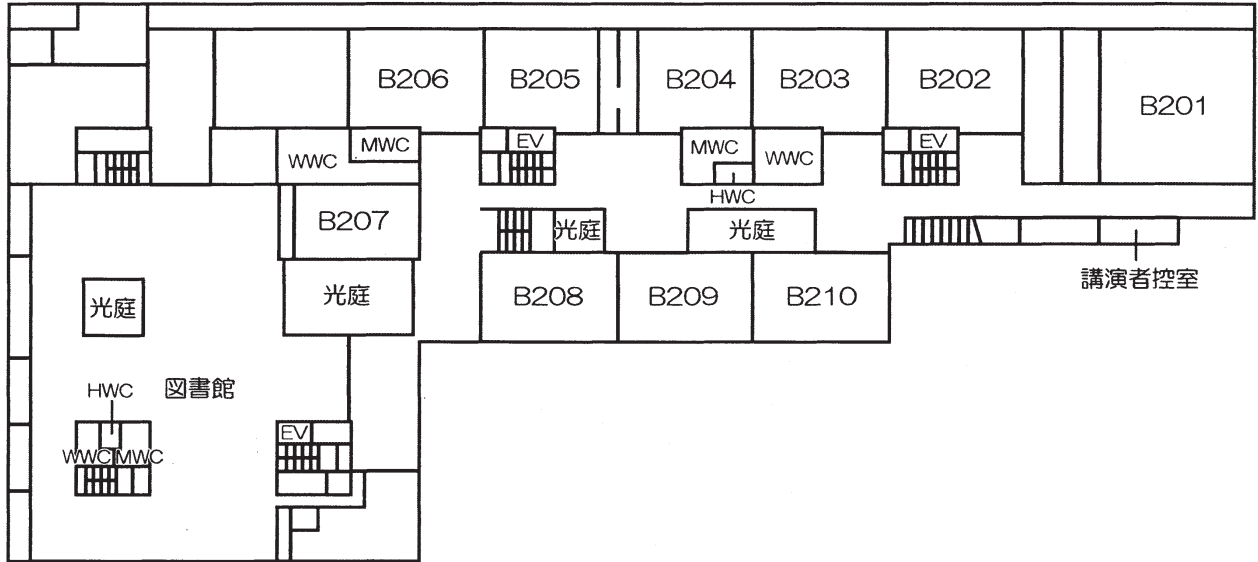 B206
B205
B204
B203
B202
B201
WWC
MWC
EV
MWC
WWC
EV
HWC
B207
光庭
光庭
講演者控室
光庭
光庭
B208
B209
B210
HWC
図書館
WWC
MWC
EV